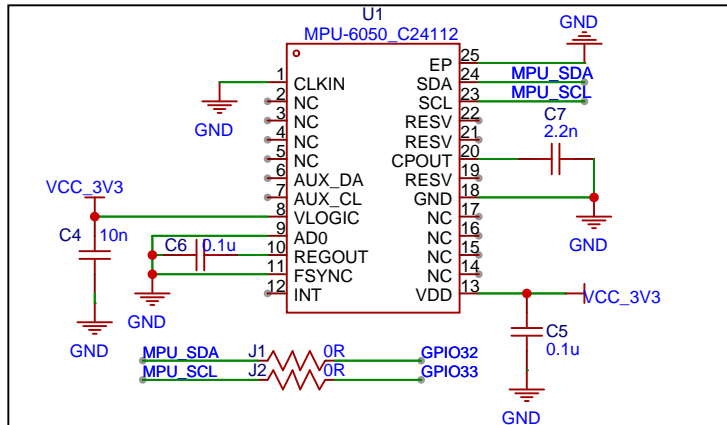 U1
MPU-6050_C24112
GND
1 CLKIN
2 NC
3 NC
4 NC
5 NC
6 AUX_DA
7 AUX_CL
8 VLOGIC
9 AD0
10 REGOUT
11 FSYNC
12 INT
EP 25
SDA 24 MPU_SDA
SCL 23 MPU_SCL
RESV 22
RESV 21
CPOUT 20
RESV 19
GND 18
NC 17
NC 16
NC 15
NC 14
VDD 13
GND
VCC_3V3
C4 10n
C6 0.1u
GND
GND
C7
2.2n
GND
VCC_3V3
C5
0.1u
GND
MPU_SDA J1 0R GPIO32
MPU_SCL J2 0R GPIO33